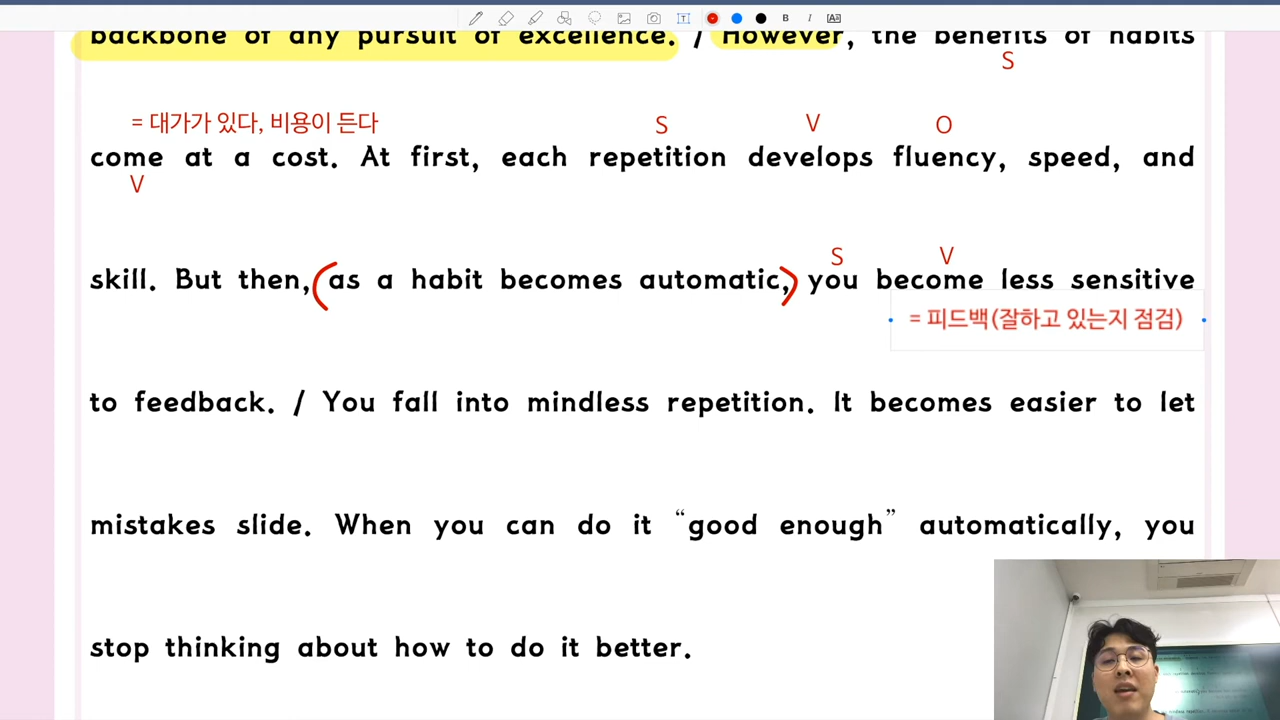 T B I Aa
backbone of any pursuit of excellence. / However, the benefits of habits
S
= 대가가 있다, 비용이 든다 S V O
come at a cost. At first, each repetition develops fluency, speed, and
V
S V
skill. But then, (as a habit becomes automatic,) you become less sensitive
= 피드백(잘하고 있는지 점검)
to feedback. / You fall into mindless repetition. It becomes easier to let
mistakes slide. When you can do it “good en” automatically, you
stop thinking about how to do it better.